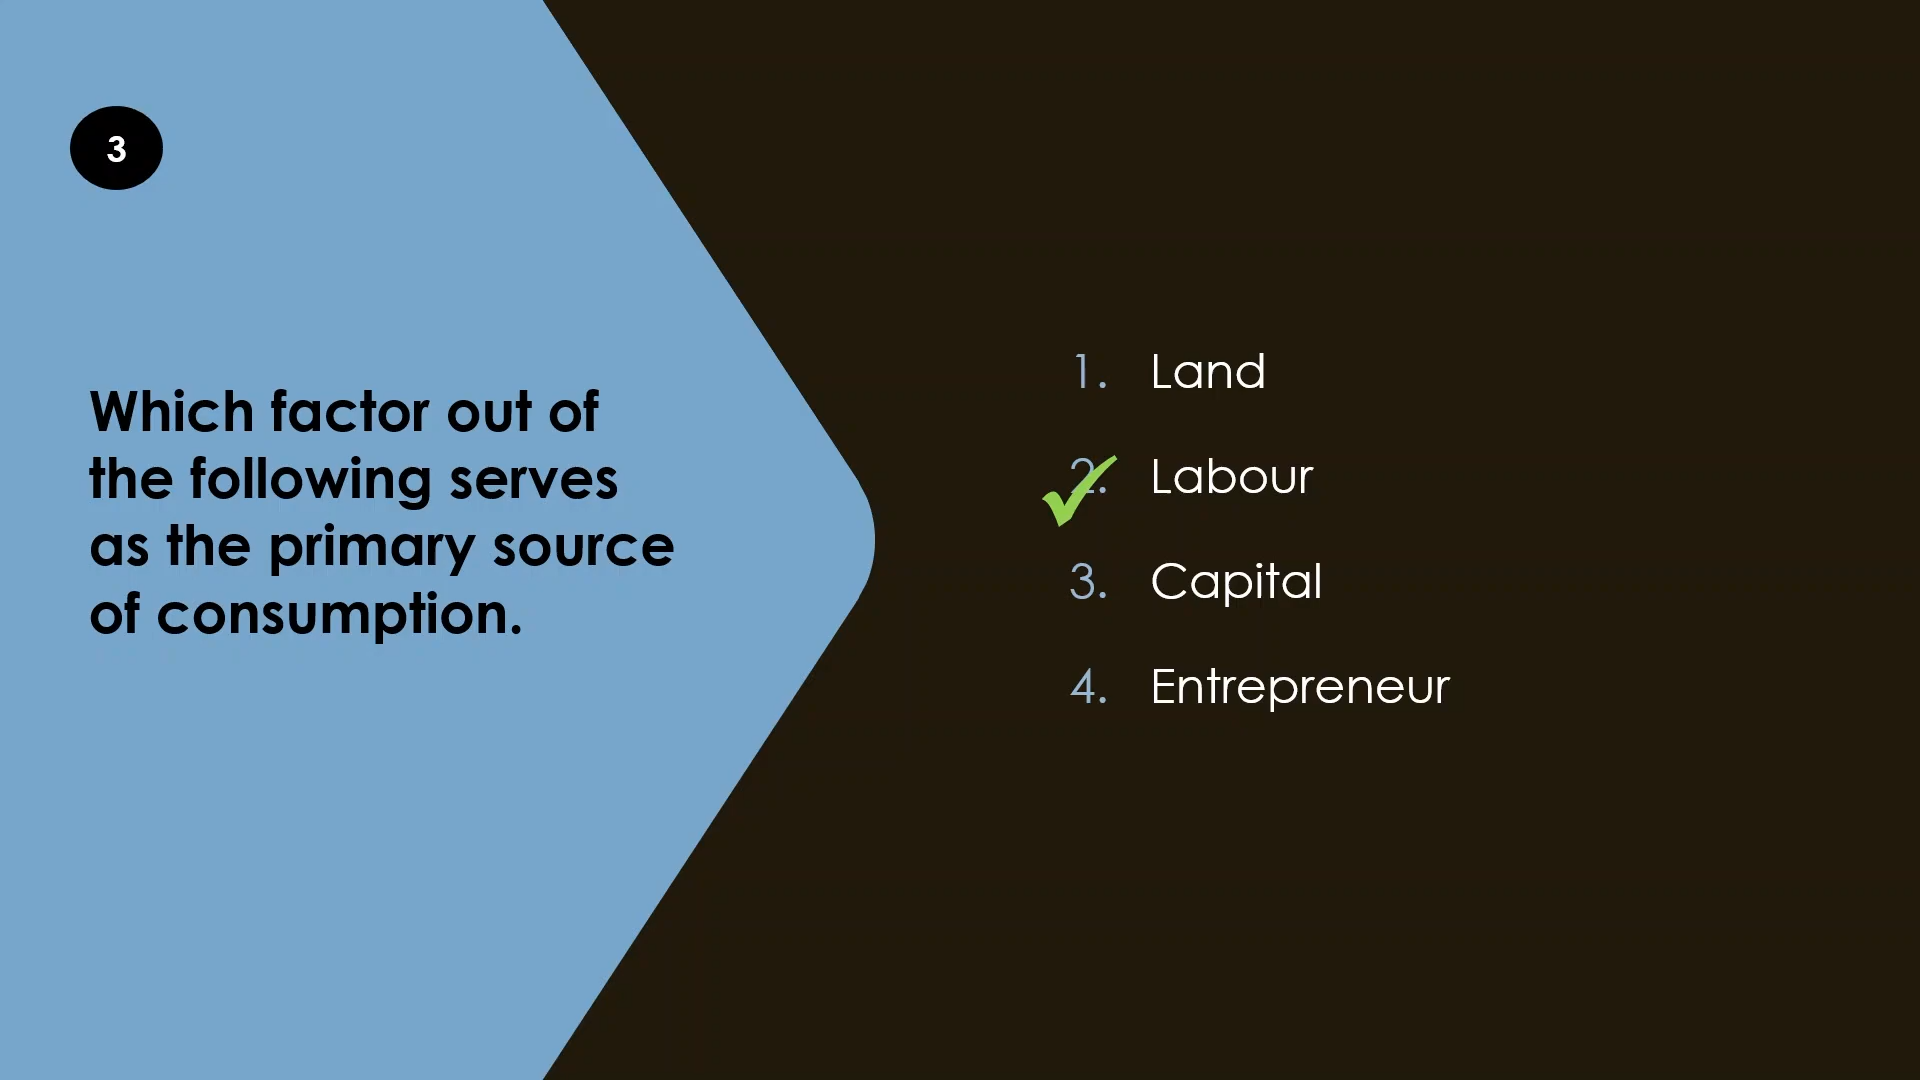 3
Which factor out of
the following serves
as the primary source
of consumption.
1. Land
2. Labour
3. Capital
4. Entrepreneur